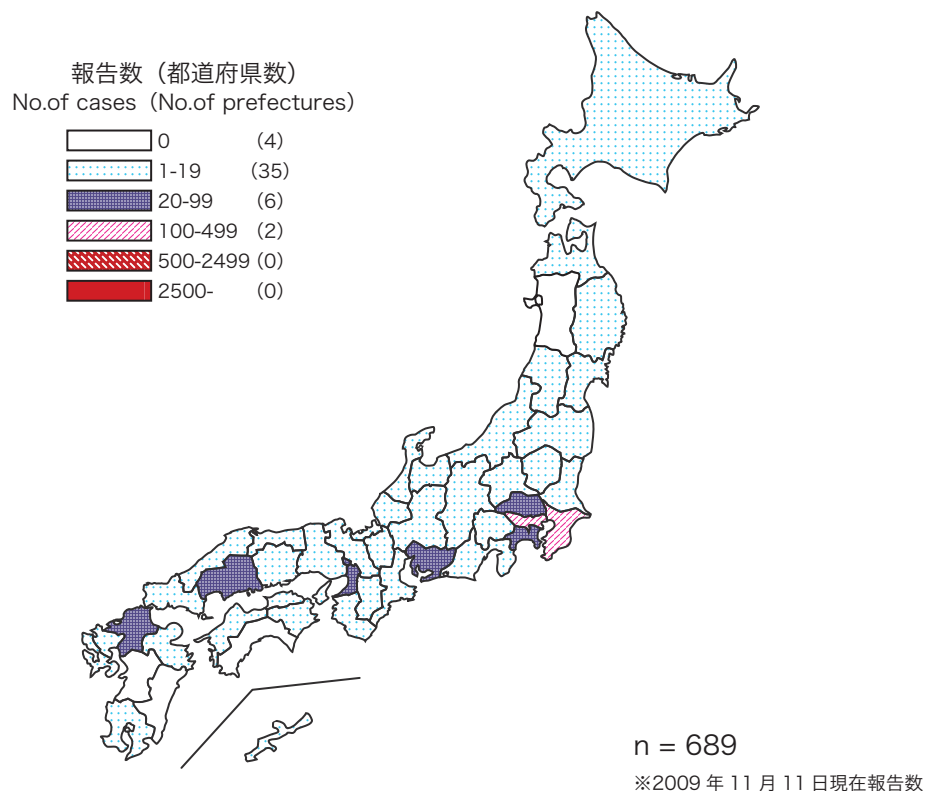 報告数（都道府県数）
No.of cases（No.of prefectures）
0 (4)
1-19 (35)
20-99 (6)
100-499 (2)
500-2499 (0)
2500- (0)
n = 689
※2009 年 11 月 11 日現在報告数